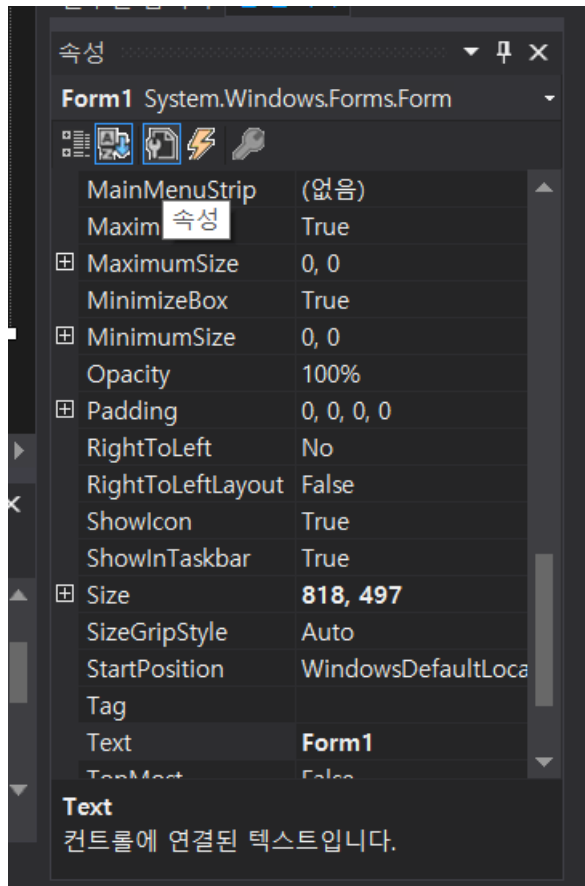 속성
Form1 System.Windows.Forms.Form
MainMenuStrip (없음)
속성
Maxim True
MaximumSize 0, 0
MinimizeBox True
MinimumSize 0, 0
Opacity 100%
Padding 0, 0, 0, 0
RightToLeft No
RightToLeftLayout False
ShowIcon True
ShowInTaskbar True
Size 818, 497
SizeGripStyle Auto
StartPosition WindowsDefaultLoca
Tag
Text Form1
TopMost False
Text
컨트롤에 연결된 텍스트입니다.